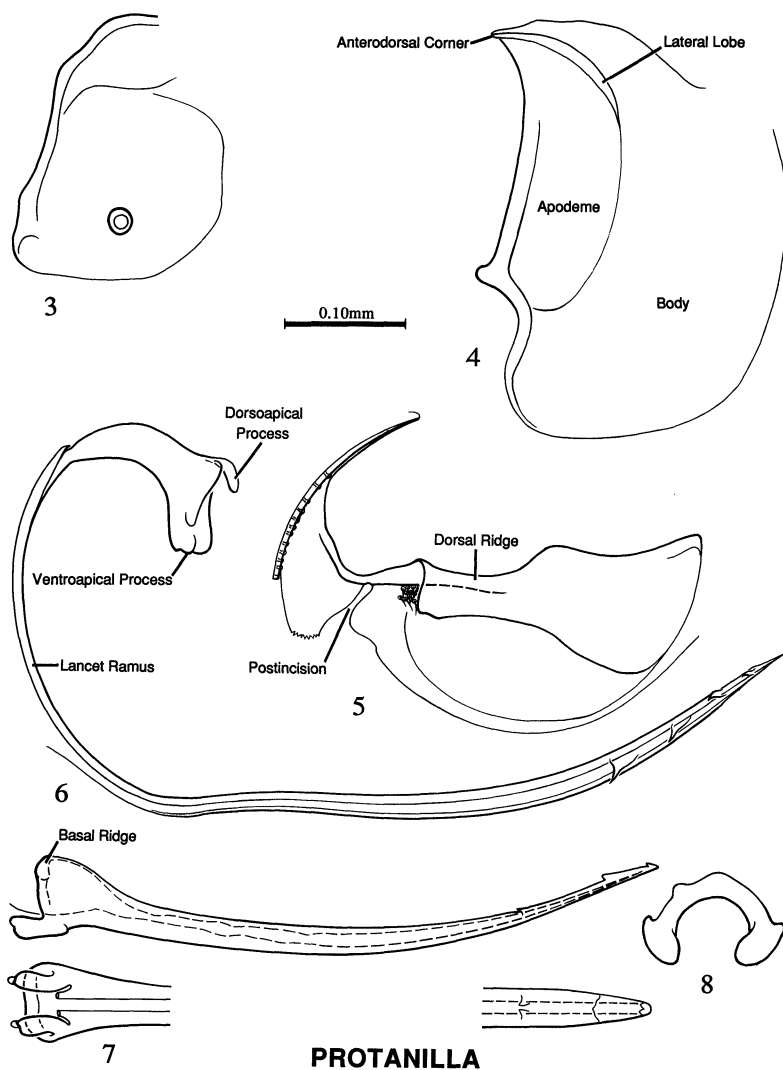 Anterodorsal Corner
Lateral Lobe
Apodeme
3
0.10mm
Body
4
Dorsoapical
Process
Dorsal Ridge
Ventroapical Process
Lancet Ramus
Postincision
5
6
Basal Ridge
8
7
PROTANILLA